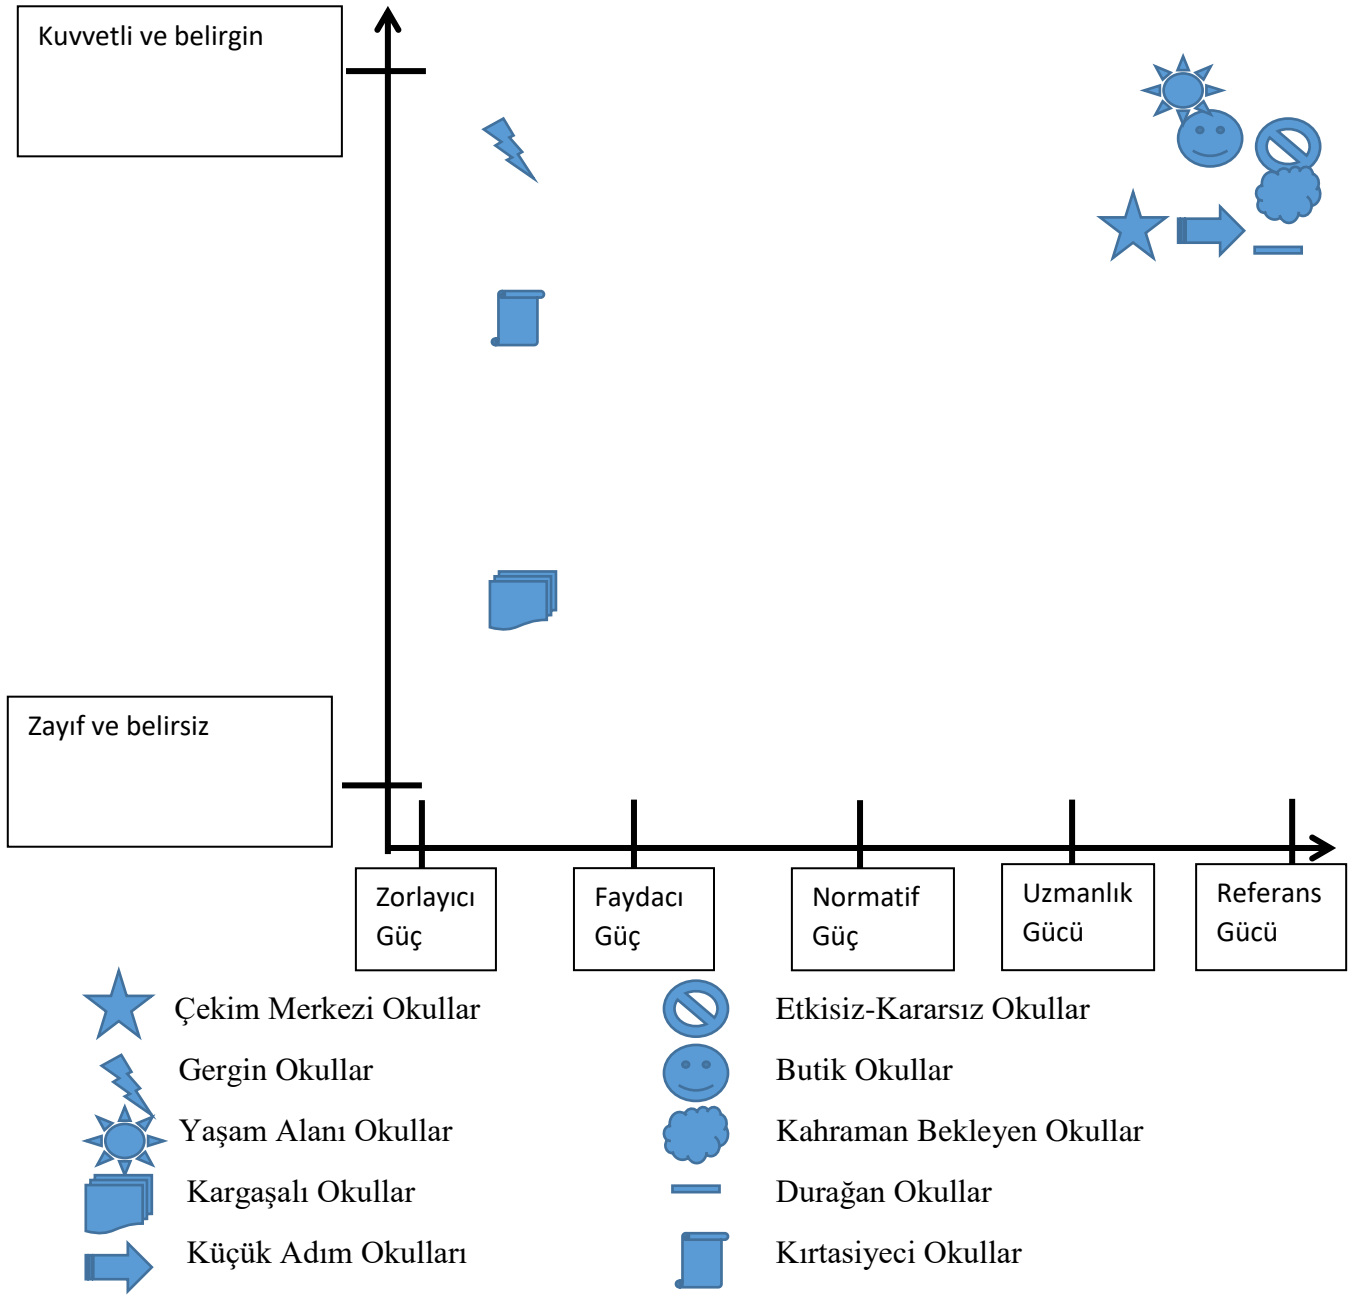 Kuvvetli ve belirgin
Zayıf ve belirsiz
Zorlayıcı
Güç
Faydacı
Güç
Normatif
Güç
Uzmanlık
Gücü
Referans
Gücü
Çekim Merkezi Okullar
Gergin Okullar
Yaşam Alanı Okullar
Kargaşalı Okullar
Küçük Adım Okulları
Etkisiz-Kararsız Okullar
Butik Okullar
Kahraman Bekleyen Okullar
Durağan Okullar
Kırtasiyeci Okullar